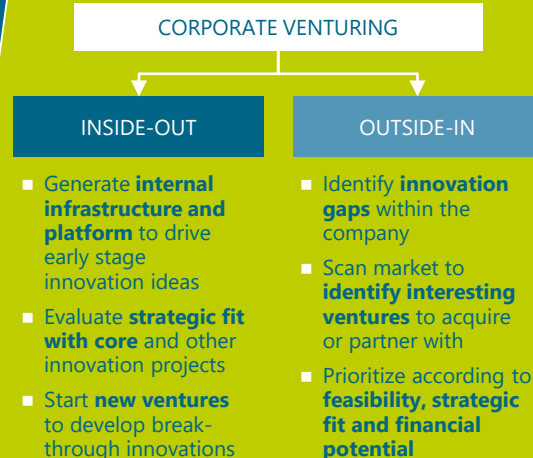 CORPORATE VENTURING
INSIDE-OUT
■ Generate internal
infrastructure and
platform to drive
early stage
innovation ideas
■ Evaluate strategic fit
with core and other
innovation projects
■ Start new ventures
to develop break-
through innovations
OUTSIDE-IN
■ Identify innovation
gaps within the
company
■ Scan market to
identify interesting
ventures to acquire
or partner with
■ Prioritize according to
feasibility, strategic
fit and financial
potential